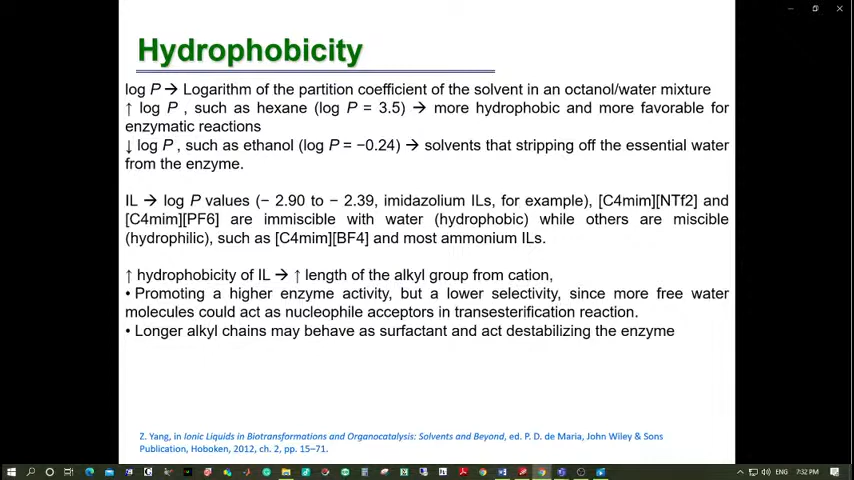 Hydrophobicity
log P → Logarithm of the partition coefficient of the solvent in an octanol/water mixture
↑ log P , such as hexane (log P = 3.5) → more hydrophobic and more favorable for
enzymatic reactions
↓ log P , such as ethanol (log P = −0.24) → solvents that stripping off the essential water
from the enzyme.
IL → log P values (− 2.90 to − 2.39, imidazolium ILs, for example), [C4mim][NTf2] and
[C4mim][PF6] are immiscible with water (hydrophobic) while others are miscible
(hydrophilic), such as [C4mim][BF4] and most ammonium ILs.
↑ hydrophobicity of IL → ↑ length of the alkyl group from cation,
• Promoting a higher enzyme activity, but a lower selectivity, since more free water
molecules could act as nucleophile acceptors in transesterification reaction.
• Longer alkyl chains may behave as surfactant and act destabilizing the enzyme
Z. Yang, in Ionic Liquids in Biotransformations and Organocatalysis: Solvents and Beyond, ed. P. D. de Maria, John Wiley & Sons
Publication, Hoboken, 2012, ch. 2, pp. 15–71.
ENG 7:32 PM